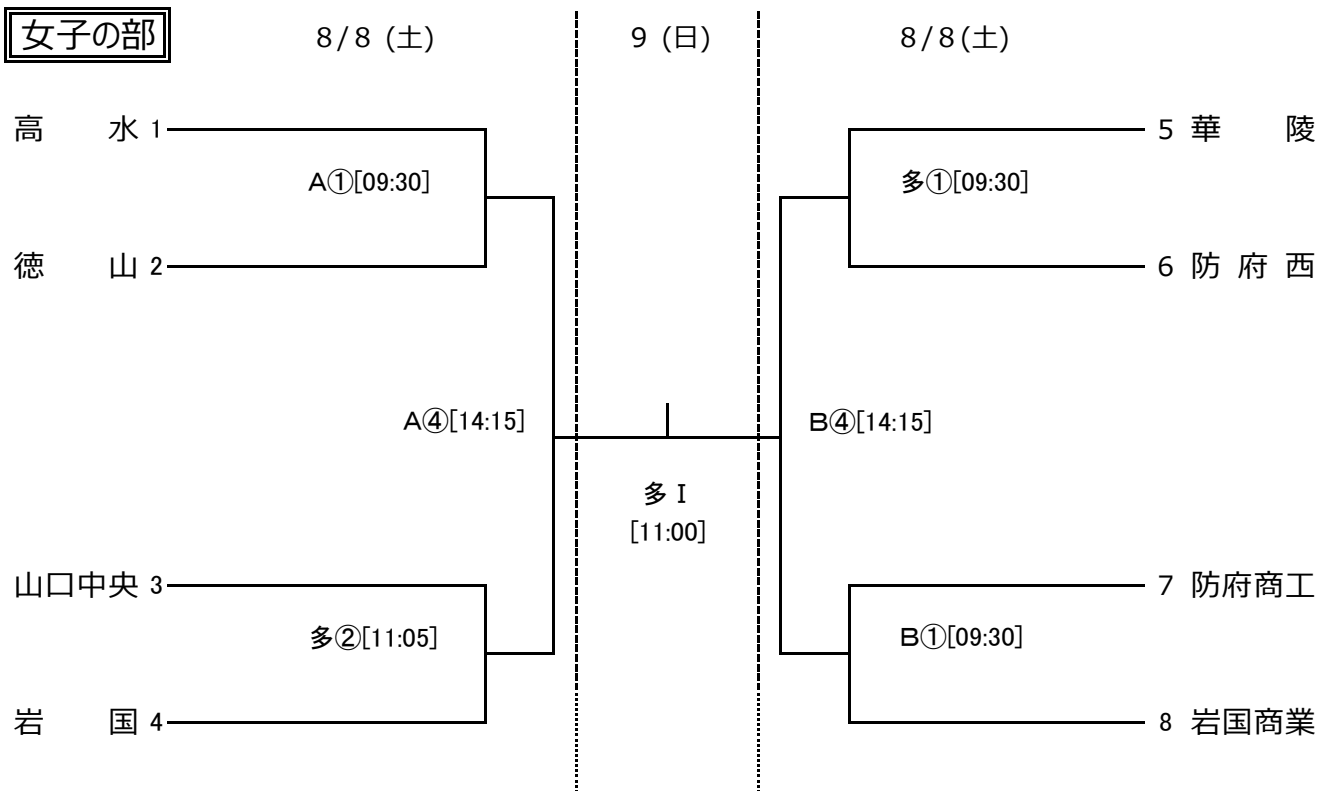 女子の部 8/8 (土) 9 (日) 8/8(土)
高 水 1 5 華 陵
A①[09:30] 多①[09:30]
徳 山 2 6 防 府 西
A④[14:15] B④[14:15]
多 I
[11:00]
山口中央 3 7 防府商工
多②[11:05] B①[09:30]
岩 国 4 8 岩国商業